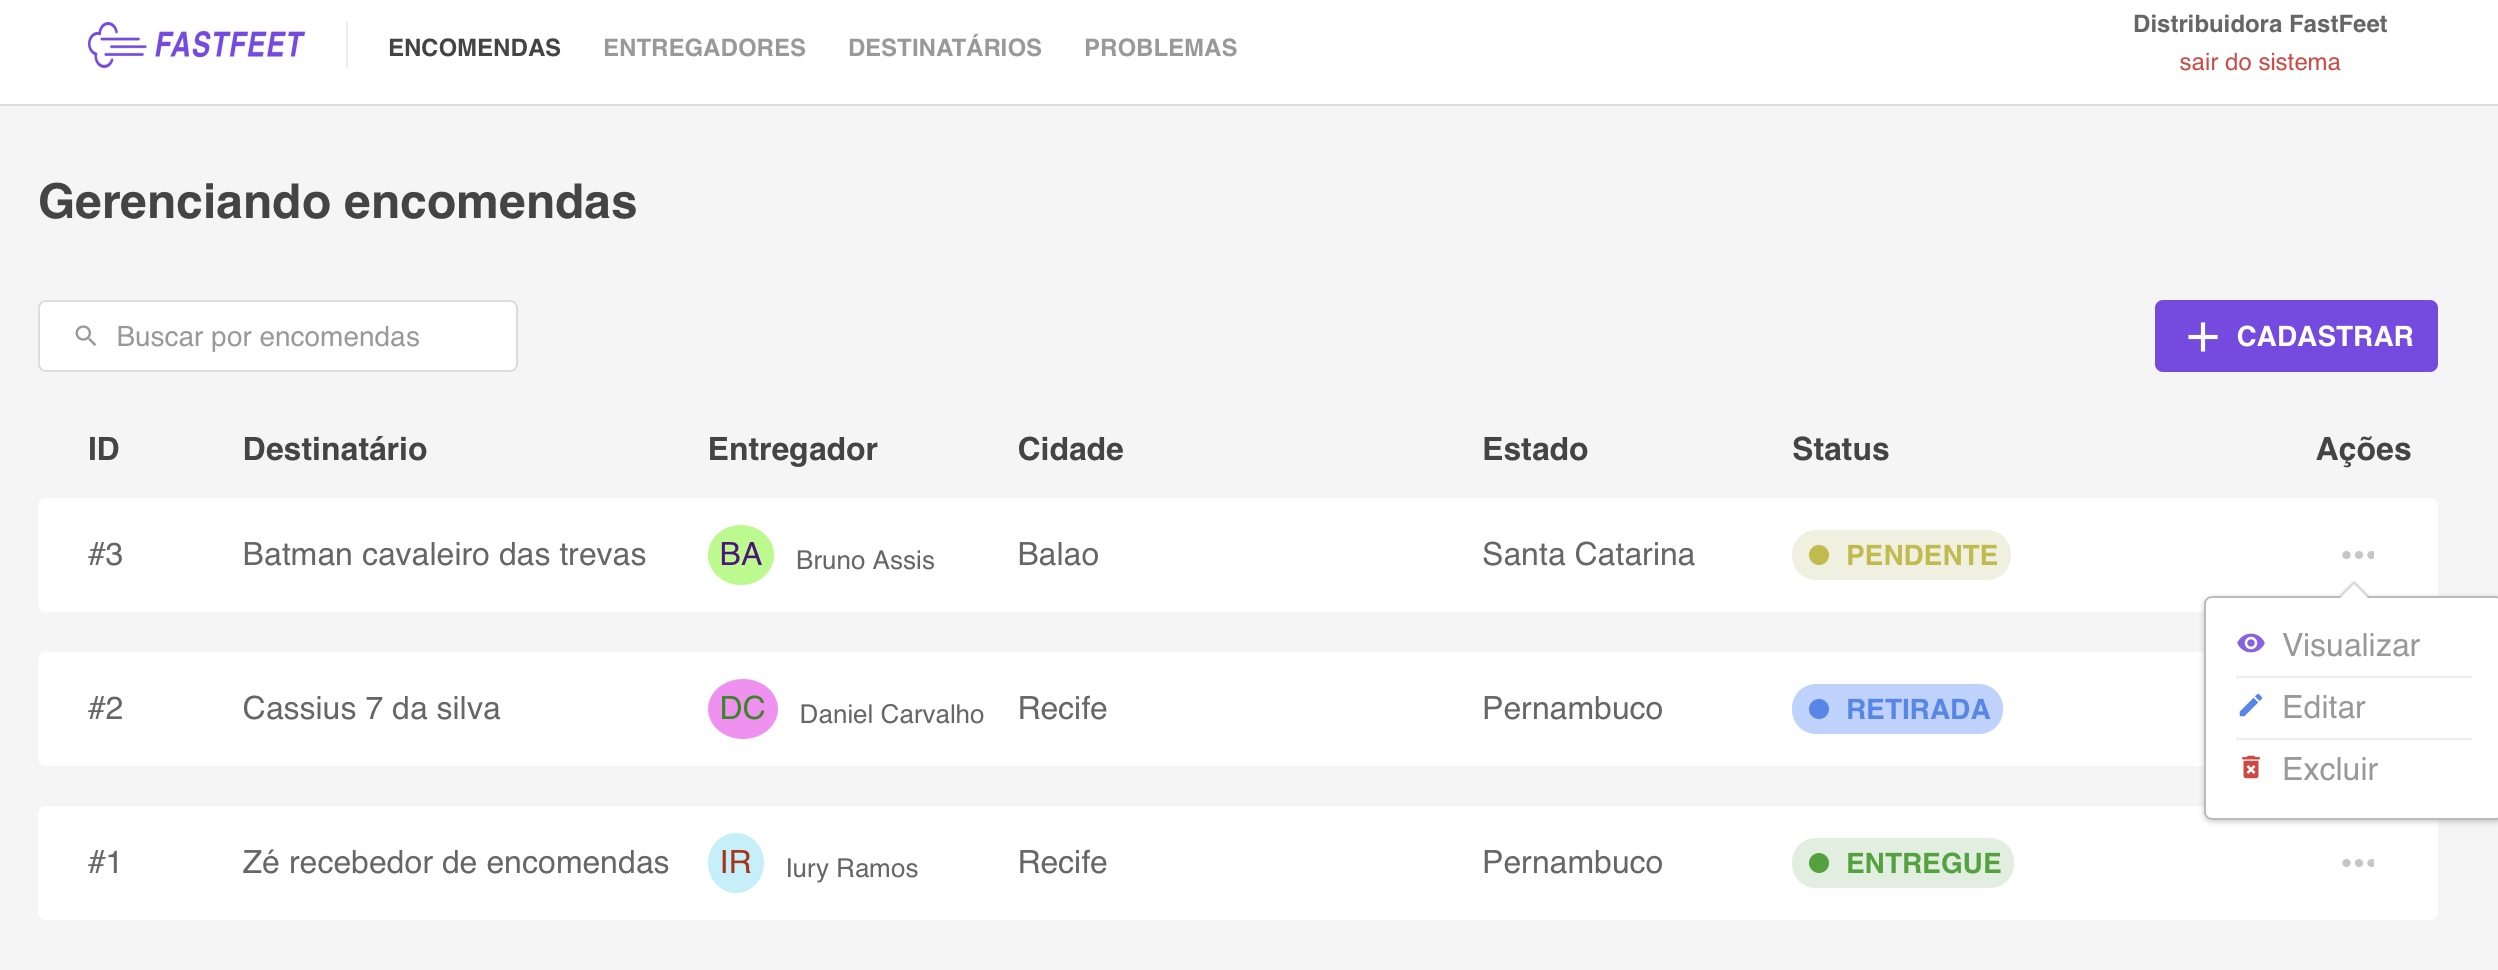 FASTFEET ENCOMENDAS ENTREGADORES DESTINATÁRIOS PROBLEMAS
Distribuidora FastFeet
sair do sistema
Gerenciando encomendas
Buscar por encomendas
CADASTRAR
ID Destinatário Entregador Cidade Estado Status Ações
#3 Batman cavaleiro das trevas BA Bruno Assis Balao Santa Catarina PENDENTE
Visualizar
Editar
Excluir
#2 Cassius 7 da silva DC Daniel Carvalho Recife Pernambuco RETIRADA
#1 Zé recebedor de encomendas IR Iury Ramos Recife Pernambuco ENTREGUE